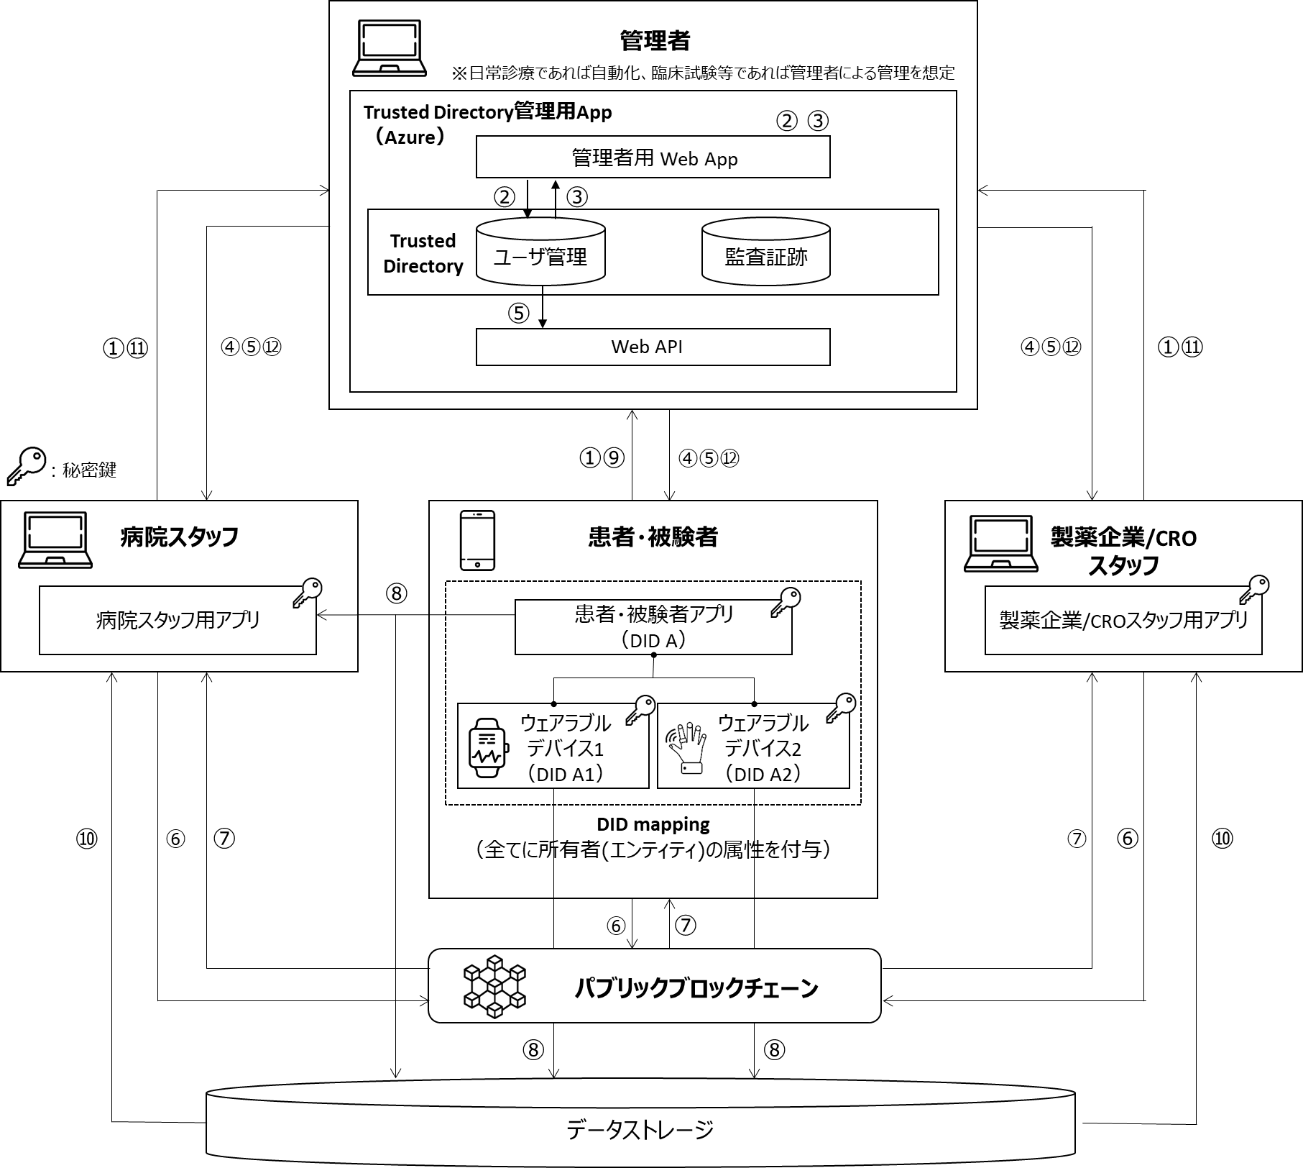 管理者
※日常診療であれば自動化、臨床試験等であれば管理者による管理を想定
Trusted Directory管理用App
（Azure）
② ③
管理者用 Web App
②
③
Trusted
Directory
ユーザ管理
監査証跡
⑤
Web API
①⑪
④⑤⑫
④⑤⑫
①⑪
①⑨
④⑤⑫
：秘密鍵
病院スタッフ
病院スタッフ用アプリ
⑧
患者・被験者
患者・被験者アプリ
（DID A）
ウェアラブル
デバイス1
（DID A1）
ウェアラブル
デバイス2
（DID A2）
DID mapping
（全てに所有者(エンティティ)の属性を付与）
製薬企業/CRO
スタッフ
製薬企業/CROスタッフ用アプリ
⑩
⑥
⑦
⑦
⑥
⑩
⑥
⑦
パブリックブロックチェーン
⑧
⑧
データストレージ